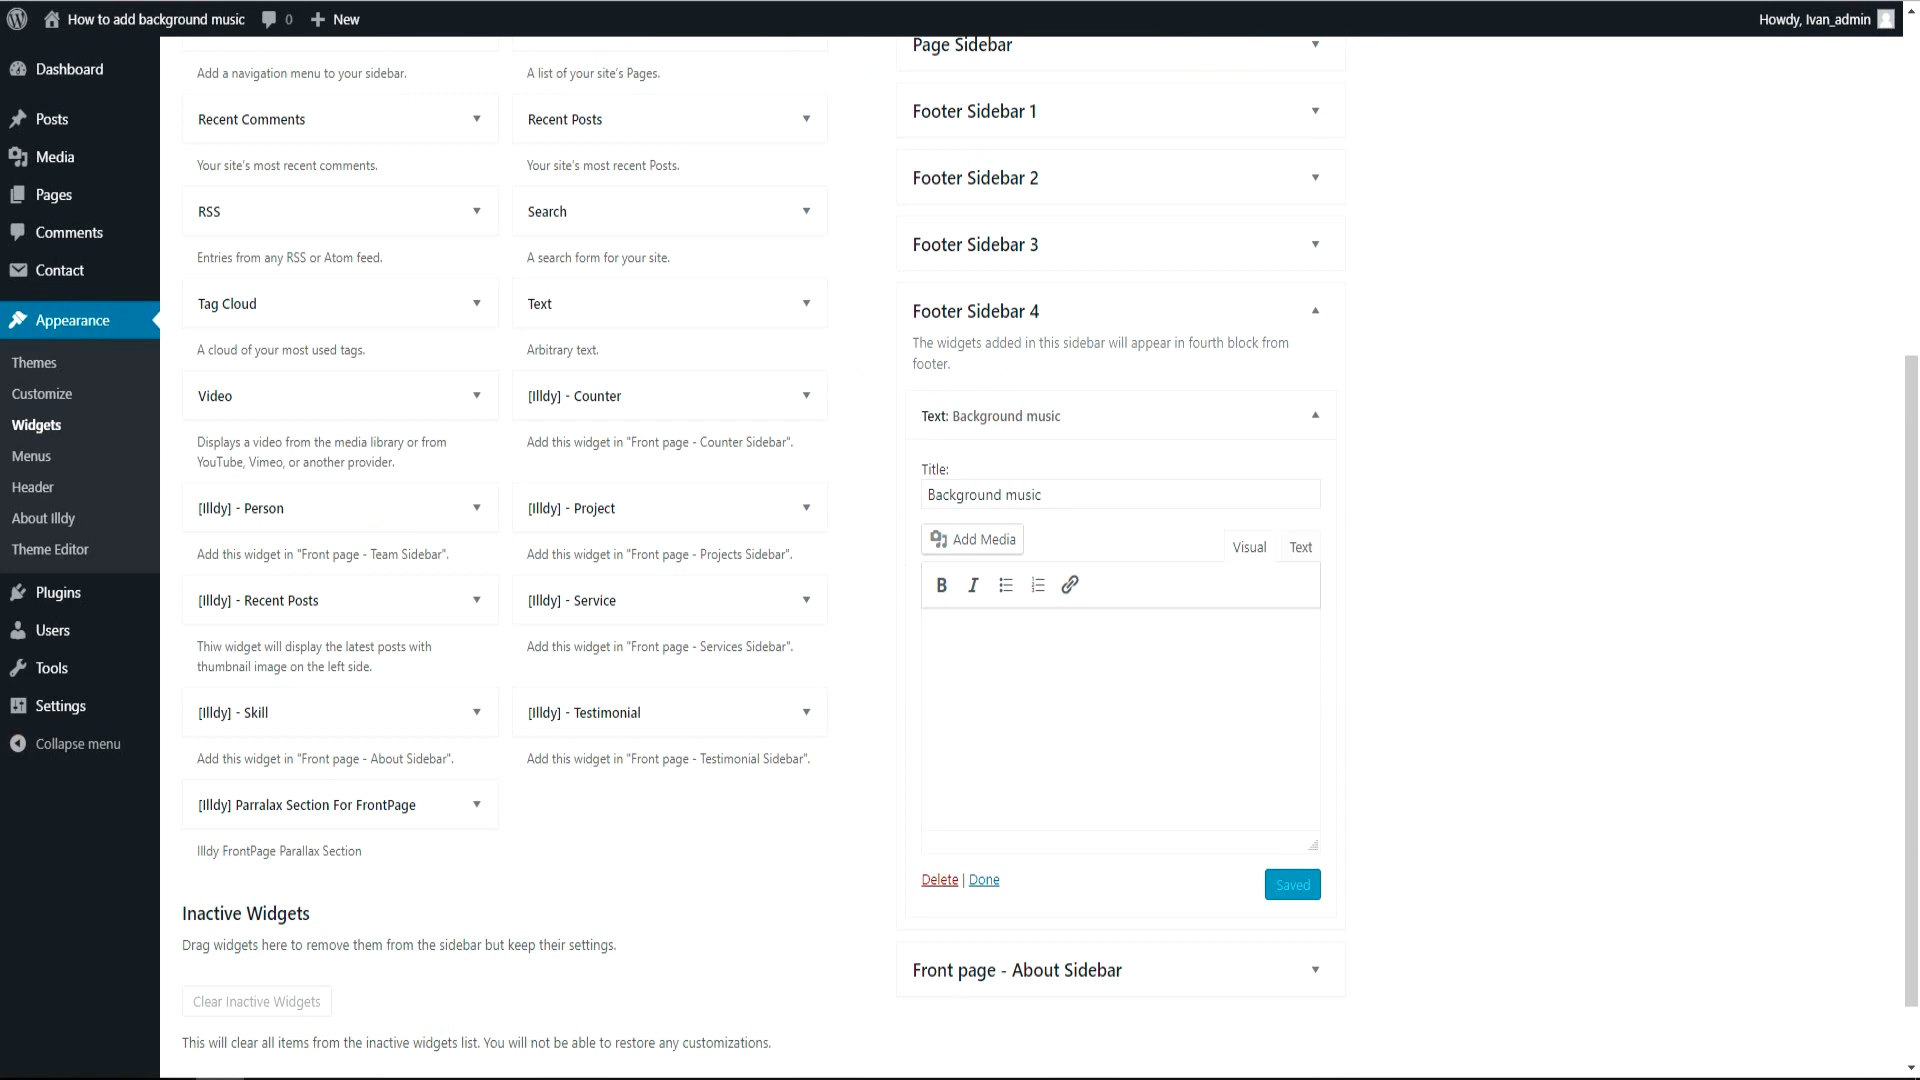 How to add background music
0
New
Howdy, Ivan_admin
Dashboard
Posts
Media
Pages
Comments
Contact
Appearance
Themes
Customize
Widgets
Menus
Header
About Illdy
Theme Editor
Plugins
Users
Tools
Settings
Collapse menu
Add a navigation menu to your sidebar.
A list of your site's Pages.
Recent Comments
Recent Posts
Your site's most recent comments.
Your site's most recent Posts.
RSS
Search
Entries from any RSS or Atom feed.
A search form for your site.
Tag Cloud
Text
A cloud of your most used tags.
Arbitrary text.
Video
[Illdy] - Counter
Displays a video from the media library or from
YouTube, Vimeo, or another provider.
Add this widget in "Front page - Counter Sidebar".
[Illdy] - Person
[Illdy] - Project
Add this widget in "Front page - Team Sidebar".
Add this widget in "Front page - Projects Sidebar".
[Illdy] - Recent Posts
[Illdy] - Service
Thiw widget will display the latest posts with
thumbnail image on the left side.
Add this widget in "Front page - Services Sidebar".
[Illdy] - Skill
[Illdy] - Testimonial
Add this widget in "Front page - About Sidebar".
Add this widget in "Front page - Testimonial Sidebar".
[Illdy] Parralax Section For FrontPage
Illdy FrontPage Parallax Section
Inactive Widgets
Drag widgets here to remove them from the sidebar but keep their settings.
Clear Inactive Widgets
This will clear all items from the inactive widgets list. You will not be able to restore any customizations.
Page Sidebar
Footer Sidebar 1
Footer Sidebar 2
Footer Sidebar 3
Footer Sidebar 4
The widgets added in this sidebar will appear in fourth block from
footer.
Text: Background music
Title:
Background music
Add Media
Visual
Text
B I
Delete | Done
Saved
Front page - About Sidebar